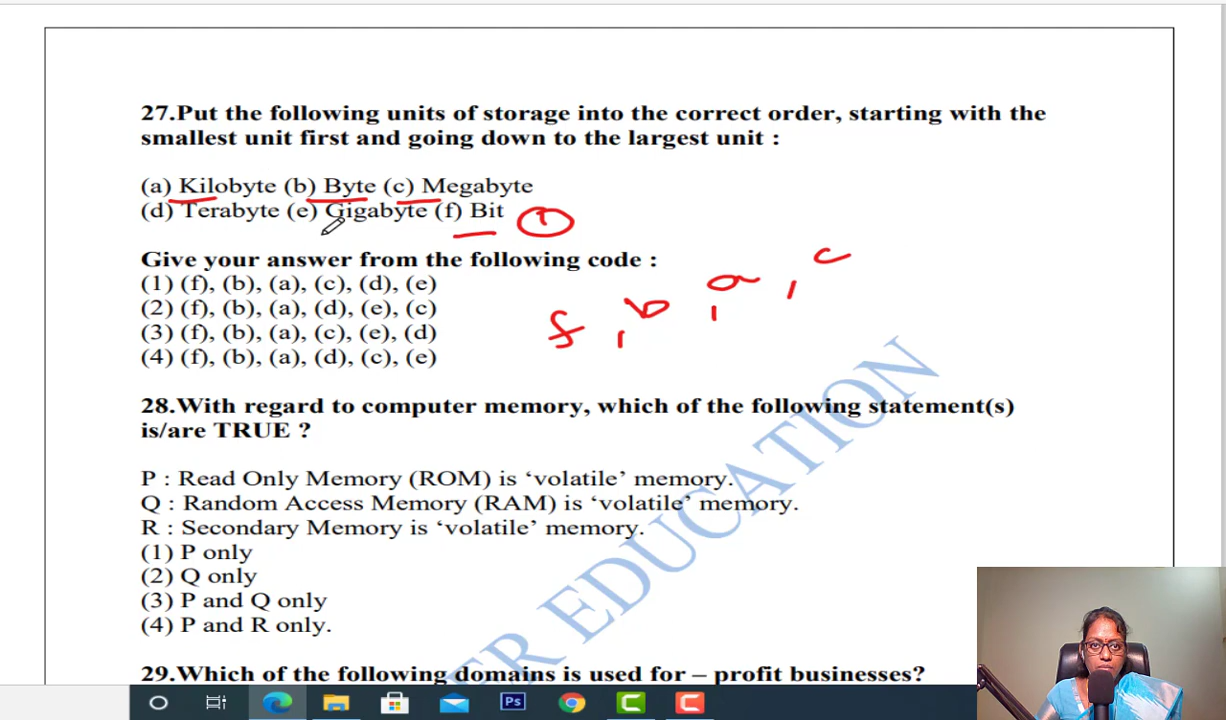 27.Put the following units of storage into the correct order, starting with the
smallest unit first and going down to the largest unit :
(a) Kilobyte (b) Byte (c) Megabyte
(d) Terabyte (e) Gigabyte (f) Bit 1
Give your answer from the following code :
(1) (f), (b), (a), (c), (d), (e)
(2) (f), (b), (a), (d), (e), (c)
(3) (f), (b), (a), (c), (e), (d)
(4) (f), (b), (a), (d), (c), (e)
f, b, a, c
28.With regard to computer memory, which of the following statement(s)
is/are TRUE ?
P : Read Only Memory (ROM) is ‘volatile’ memory.
Q : Random Access Memory (RAM) is ‘volatile’ memory.
R : Secondary Memory is ‘volatile’ memory.
(1) P only
(2) Q only
(3) P and Q only
(4) P and R only.
ER EDUCATION
29.Which of the following domains is used for – profit businesses?
Ps
C
C